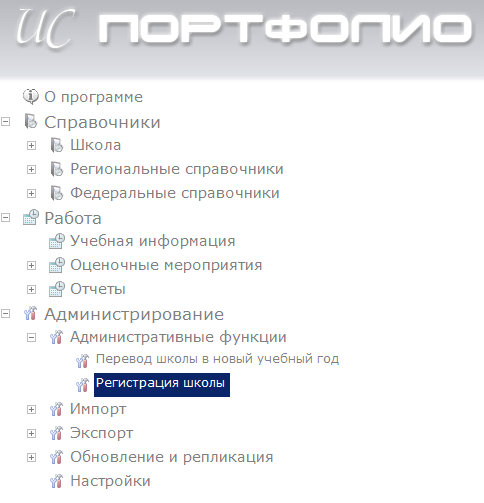 ИС ПОРТФОЛИО
О программе
Справочники
Школа
Региональные справочники
Федеральные справочники
Работа
Учебная информация
Оценочные мероприятия
Отчеты
Администрирование
Административные функции
Перевод школы в новый учебный год
Регистрация школы
Импорт
Экспорт
Обновление и репликация
Настройки